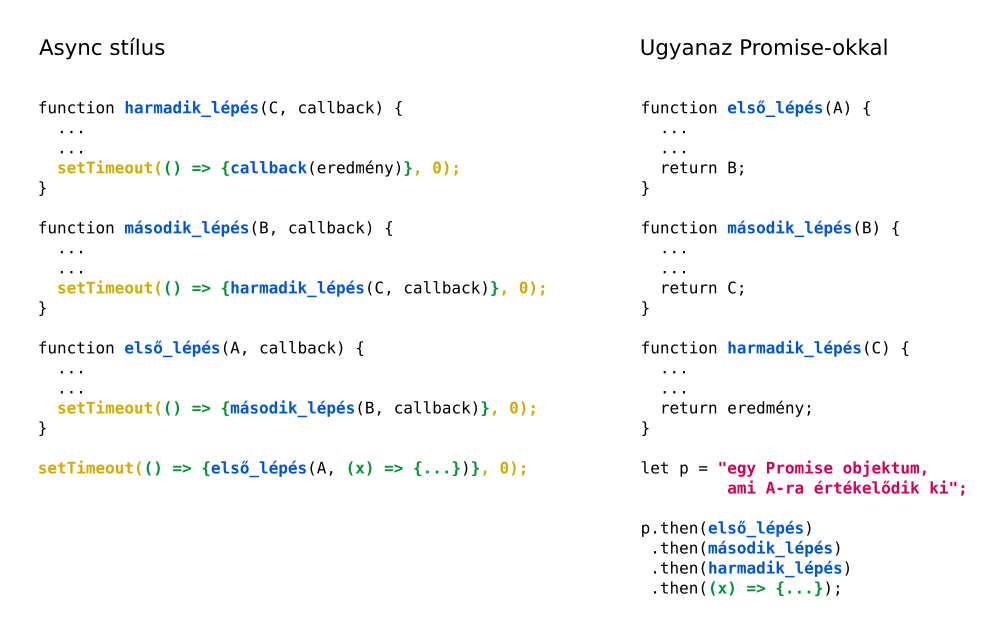 Async stílus
function harmadik_lépés(C, callback) {
  ...
  ...
  setTimeout(() => {callback(eredmény)}, 0);
}
function második_lépés(B, callback) {
  ...
  ...
  setTimeout(() => {harmadik_lépés(C, callback)}, 0);
}
function első_lépés(A, callback) {
  ...
  ...
  setTimeout(() => {második_lépés(B, callback)}, 0);
}
setTimeout(() => {első_lépés(A, (x) => {...})}, 0);
Ugyanaz Promise-okkal
function első_lépés(A) {
  ...
  ...
  return B;
}
function második_lépés(B) {
  ...
  ...
  return C;
}
function harmadik_lépés(C) {
  ...
  ...
  return eredmény;
}
let p = "egy Promise objektum,
         ami A-ra értékelődik ki";
p.then(első_lépés)
 .then(második_lépés)
 .then(harmadik_lépés)
 .then((x) => {...});